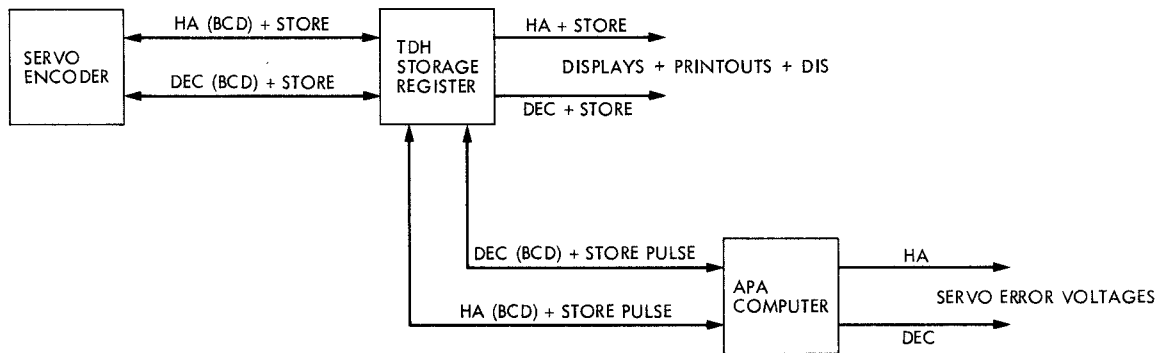 HA (BCD) + STORE
SERVO
ENCODER
DEC (BCD) + STORE
TDH
STORAGE
REGISTER
HA + STORE
DISPLAYS + PRINTOUTS + DIS
DEC + STORE
DEC (BCD) + STORE PULSE
HA (BCD) + STORE PULSE
APA
COMPUTER
HA
SERVO ERROR VOLTAGES
DEC